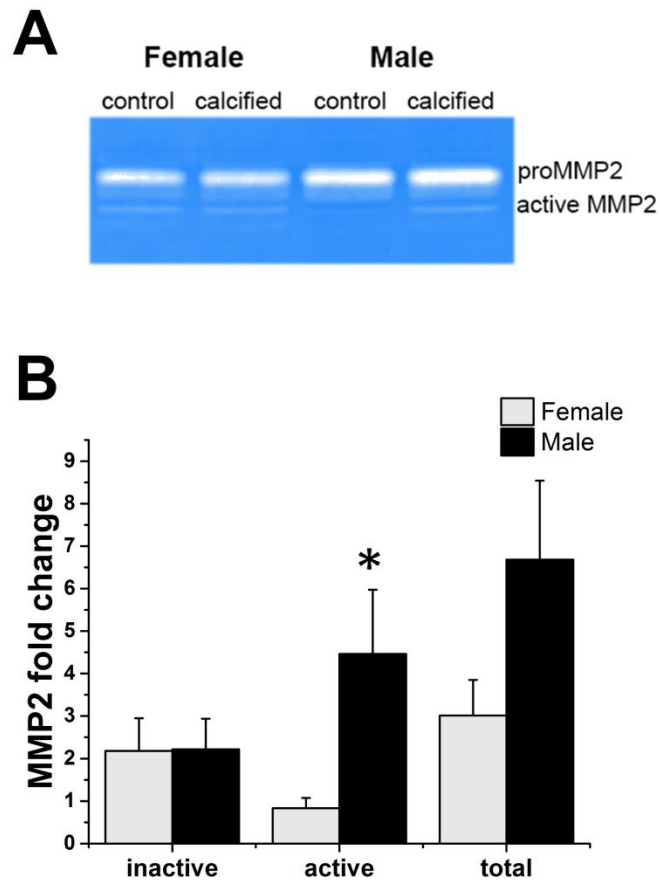 A
Female Male
control calcified control calcified
proMMP2
active MMP2
B
Female
Male
MMP2 fold change
9
8
7
6
5
4
3
2
1
0
*
inactive active total